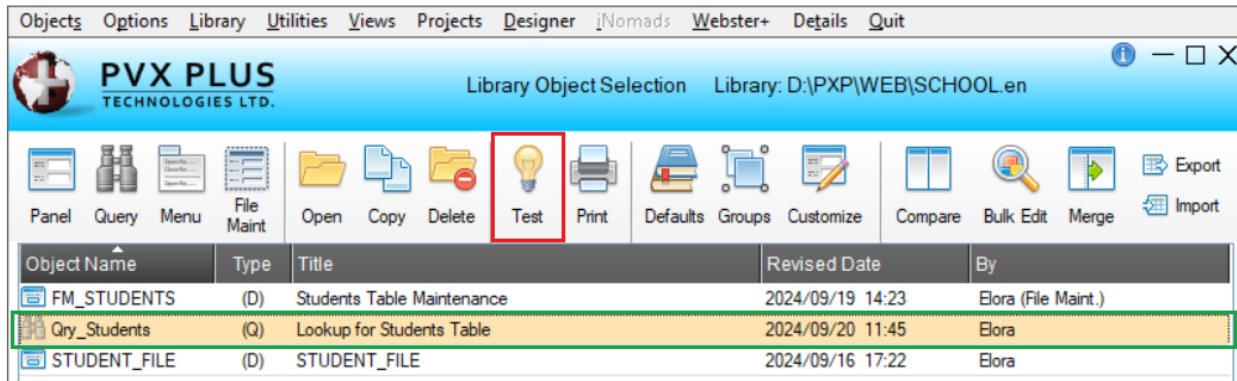 Objects Options Library Utilities Views Projects Designer iNomads Webster+ Details Quit
PVX PLUS
TECHNOLOGIES LTD.
Library Object Selection Library: D:\PXP\WEB\SCHOOL.en
Panel Query Menu File Maint Open Copy Delete Test Print Defaults Groups Customize Compare Bulk Edit Merge
Export
Import
Object Name Type Title Revised Date By
FM_STUDENTS (D) Students Table Maintenance 2024/09/19 14:23 Elora (File Maint.)
Qry_Students (Q) Lookup for Students Table 2024/09/20 11:45 Elora
STUDENT_FILE (D) STUDENT_FILE 2024/09/16 17:22 Elora